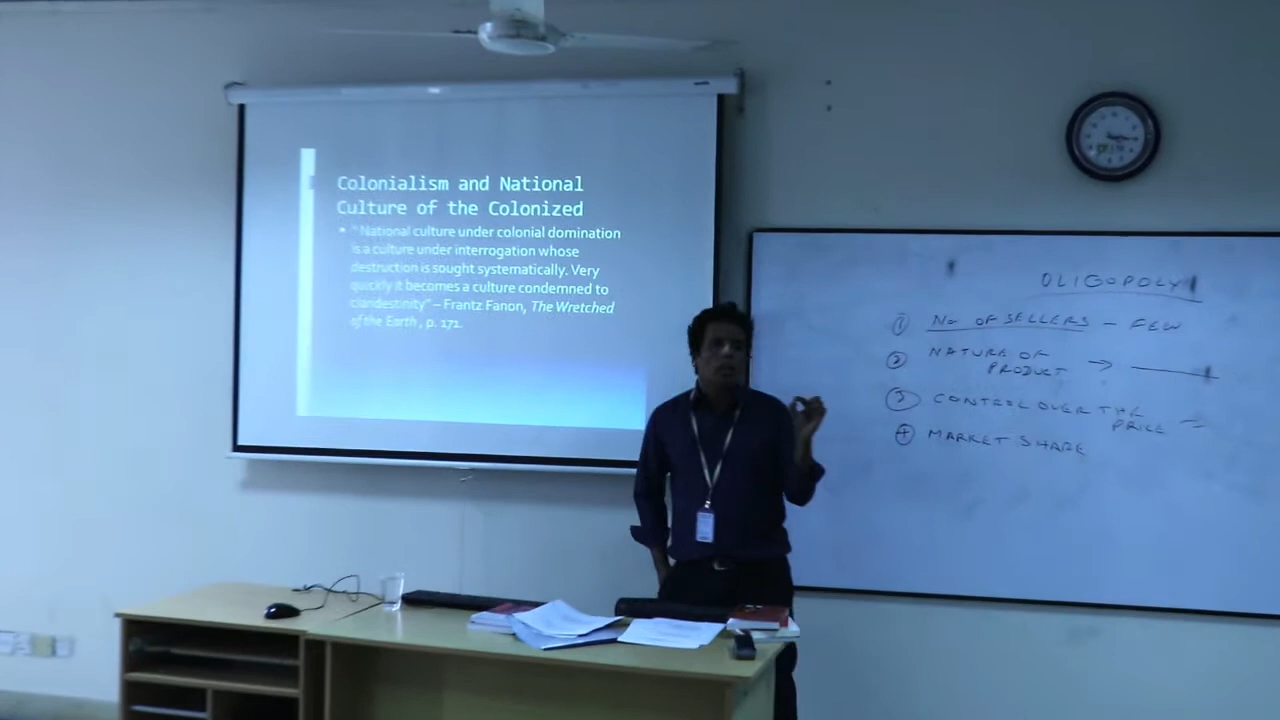 Colonialism and National
Culture of the Colonized
• "National culture under colonial domination
is a culture under interrogation whose
destruction is sought systematically. Very
quickly it becomes a culture condemned to
clandestinity" – Frantz Fanon, The Wretched
of the Earth , p. 171.
OLIGOPOLY
① No OF SELLERS – FEW
② NATURE OF
PRODUCT →
③ CONTROL OVER THE
PRICE
④ MARKET SHARE